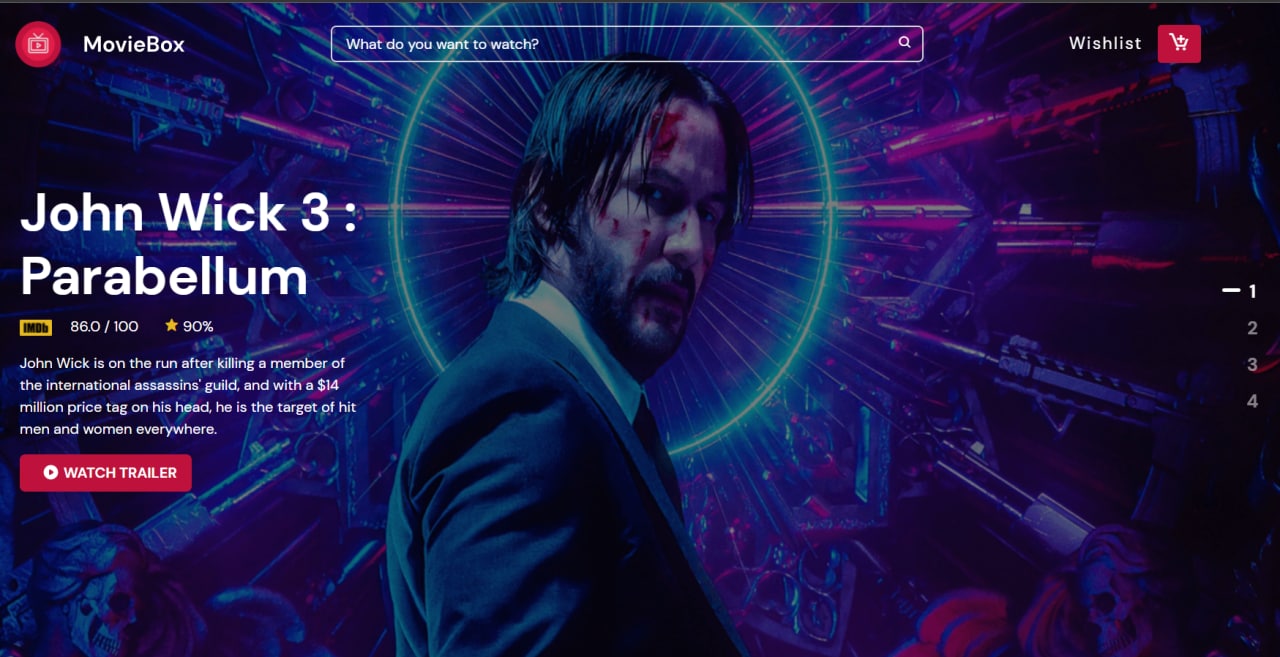 MovieBox
What do you want to watch?
Wishlist
John Wick 3 :
Parabellum
IMDb 86.0 / 100 90%
John Wick is on the run after killing a member of
the international assassins' guild, and with a $14
million price tag on his head, he is the target of hit
men and women everywhere.
WATCH TRAILER
1
2
3
4